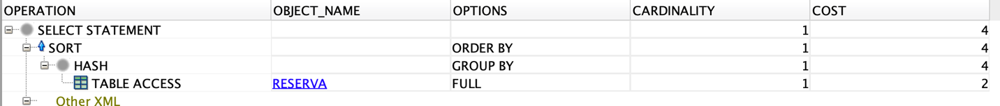 OPERATION OBJECT_NAME OPTIONS CARDINALITY COST
SELECT STATEMENT 1 4
SORT ORDER BY 1 4
HASH GROUP BY 1 4
TABLE ACCESS RESERVA FULL 1 2
Other XML